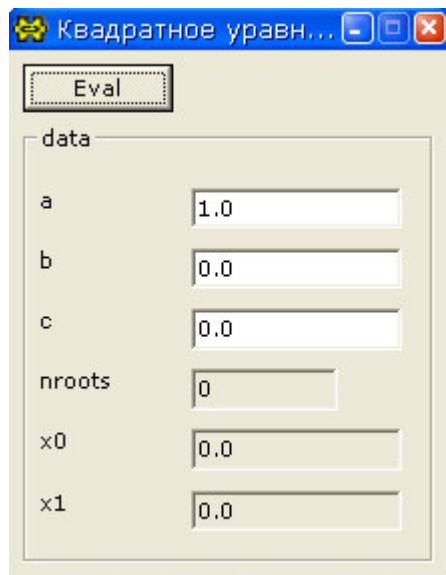 Квадратное уравн...
Eval
data
a 1.0
b 0.0
c 0.0
nroots 0
x0 0.0
x1 0.0